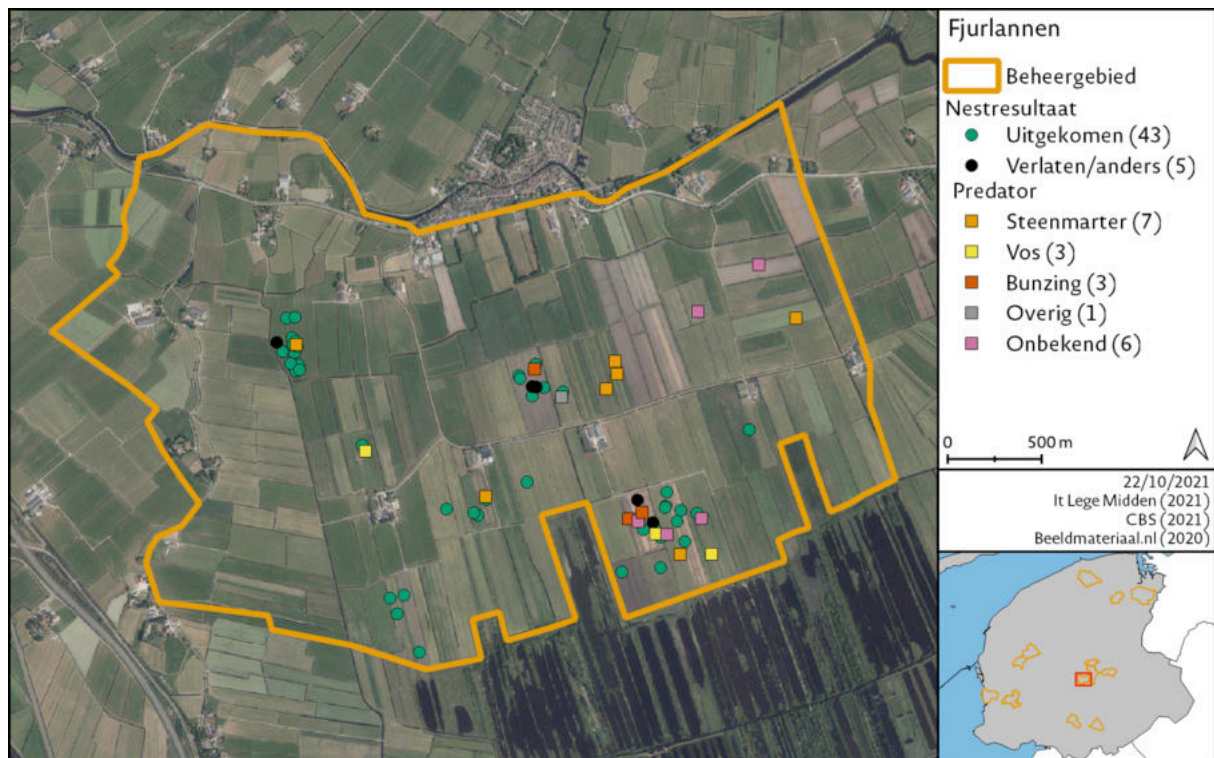 Fjurlannen
Beheergebied
Nestresultaat
Uitgekomen (43)
Verlaten/anders (5)
Predator
Steenmarter (7)
Vos (3)
Bunzing (3)
Overig (1)
Onbekend (6)
0 500 m
22/10/2021
It Lege Midden (2021)
CBS (2021)
Beeldmateriaal.nl (2020)